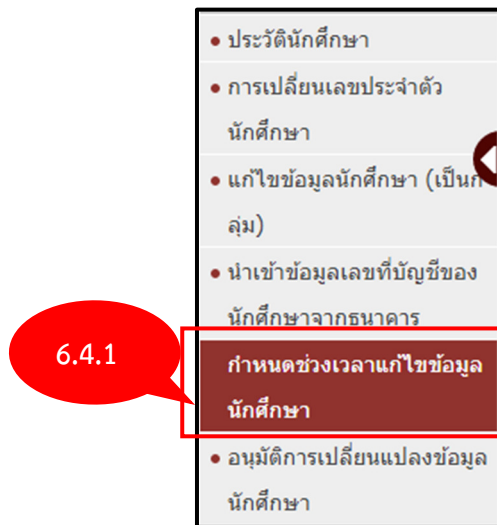 • ประวัตินักศึกษา
• การเปลี่ยนเลขประจำตัว
นักศึกษา
• แก้ไขข้อมูลนักศึกษา (เป็นก
ลุ่ม)
• นำเข้าข้อมูลเลขที่บัญชีของ
นักศึกษาจากธนาคาร
6.4.1
กำหนดช่วงเวลาแก้ไขข้อมูล
นักศึกษา
• อนุมัติการเปลี่ยนแปลงข้อมูล
นักศึกษา